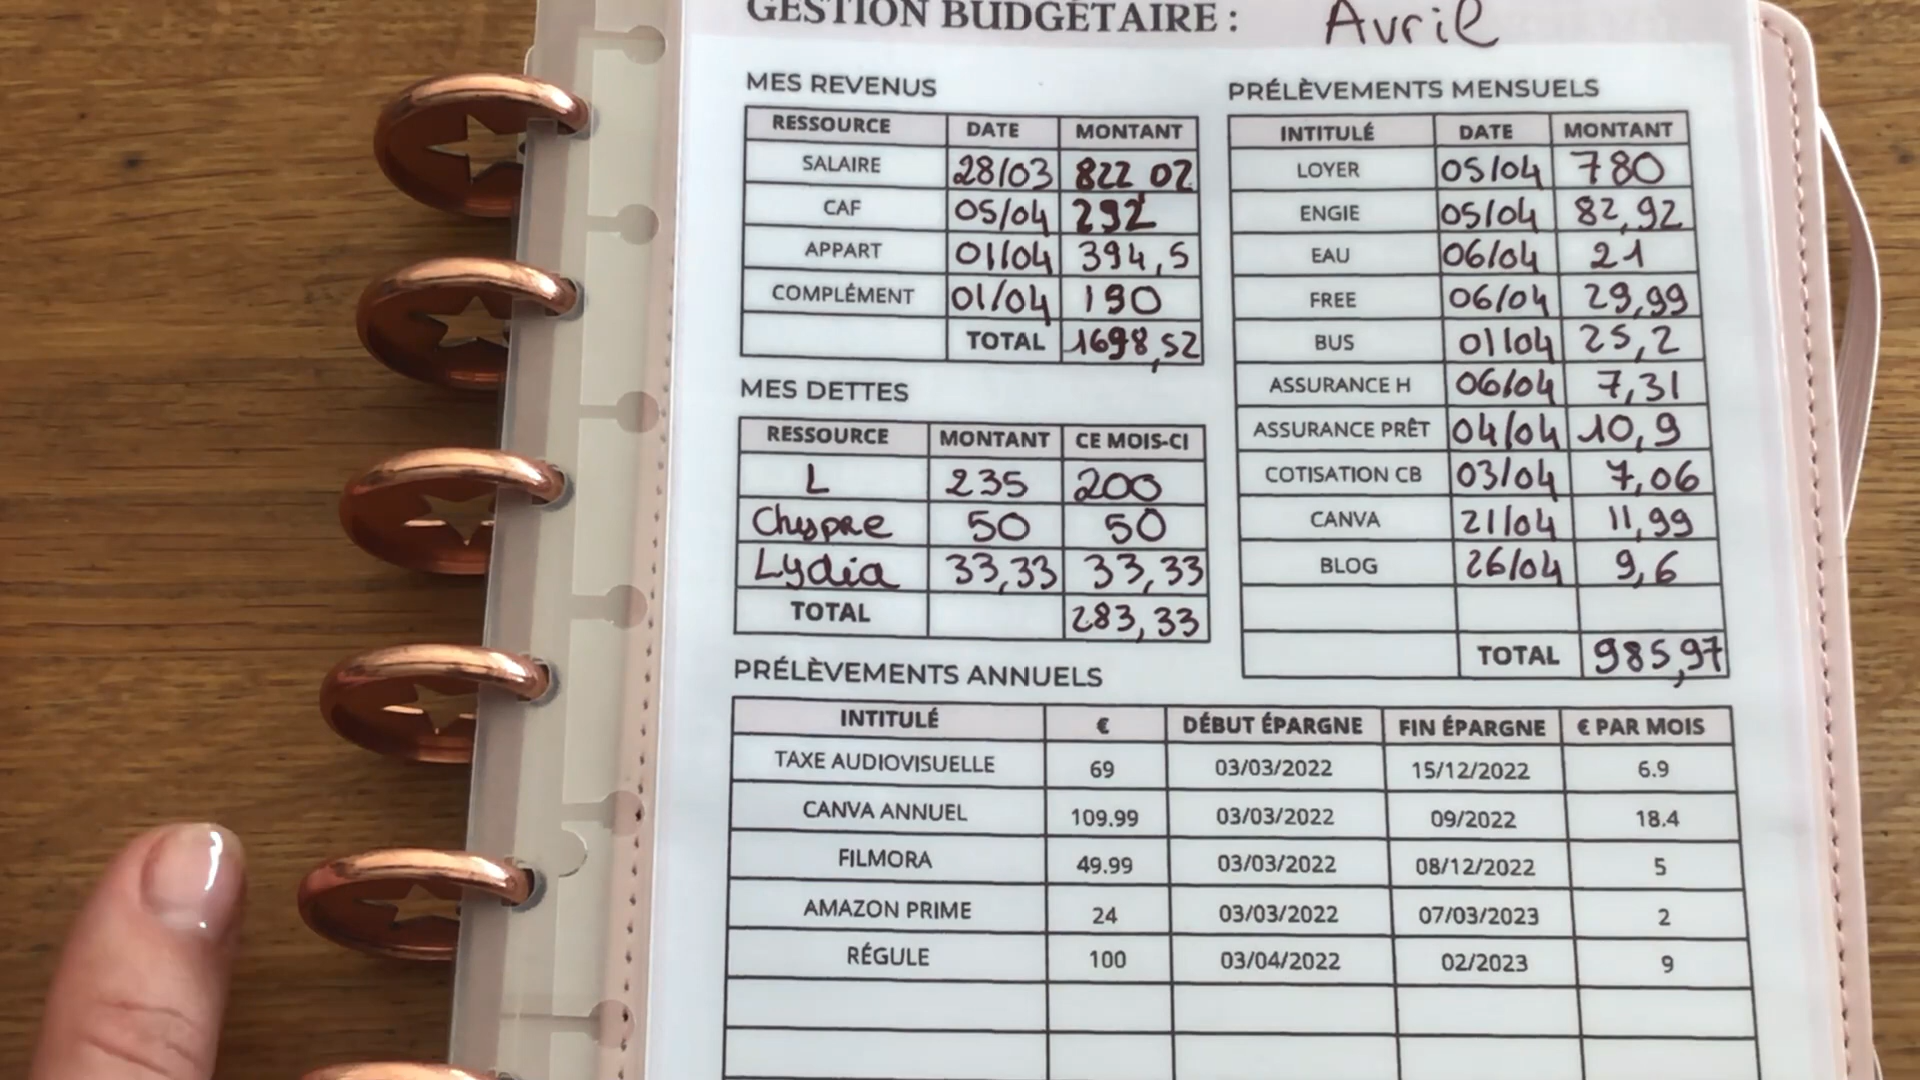 GESTION BUDGÉTAIRE : Avril
MES REVENUS
RESSOURCE DATE MONTANT
SALAIRE 28/03 822,02
CAF 05/04 292
APPART 01/04 394,5
COMPLÉMENT 01/04 190
TOTAL 1698,52
MES DETTES
RESSOURCE MONTANT CE MOIS-CI
L 235 200
Chypre 50 50
Lydia 33,33 33,33
TOTAL 283,33
PRÉLÈVEMENTS MENSUELS
INTITULÉ DATE MONTANT
LOYER 05/04 780
ENGIE 05/04 82,92
EAU 06/04 21
FREE 06/04 29,99
BUS 01/04 25,2
ASSURANCE H 06/04 7,31
ASSURANCE PRÊT 04/04 10,9
COTISATION CB 03/04 7,06
CANVA 21/04 11,99
BLOG 26/04 9,6
TOTAL 985,97
PRÉLÈVEMENTS ANNUELS
INTITULÉ € DÉBUT ÉPARGNE FIN ÉPARGNE € PAR MOIS
TAXE AUDIOVISUELLE 69 03/03/2022 15/12/2022 6.9
CANVA ANNUEL 109.99 03/03/2022 09/2022 18.4
FILMORA 49.99 03/03/2022 08/12/2022 5
AMAZON PRIME 24 03/03/2022 07/03/2023 2
RÉGULE 100 03/04/2022 02/2023 9